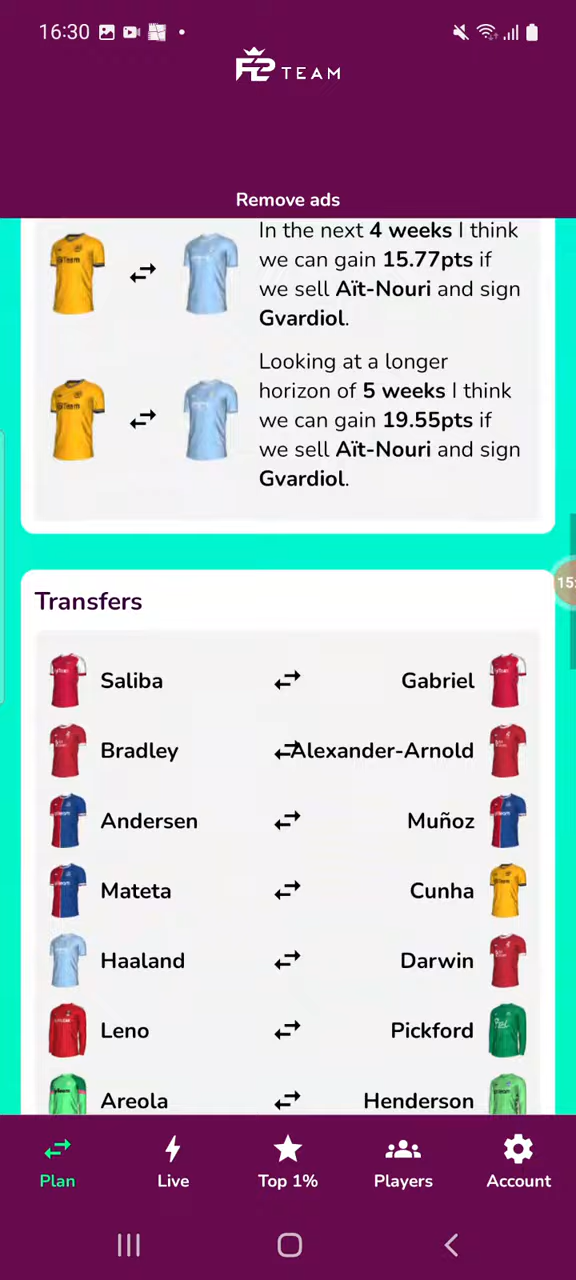 16:30
TEAM
Remove ads
In the next 4 weeks I think
we can gain 15.77pts if
we sell Aït-Nouri and sign
Gvardiol.
Looking at a longer
horizon of 5 weeks I think
we can gain 19.55pts if
we sell Aït-Nouri and sign
Gvardiol.
15:
Transfers
Saliba Gabriel
Bradley Alexander-Arnold
Andersen Muñoz
Mateta Cunha
Haaland Darwin
Leno Pickford
Areola Henderson
Plan Live Top 1% Players Account